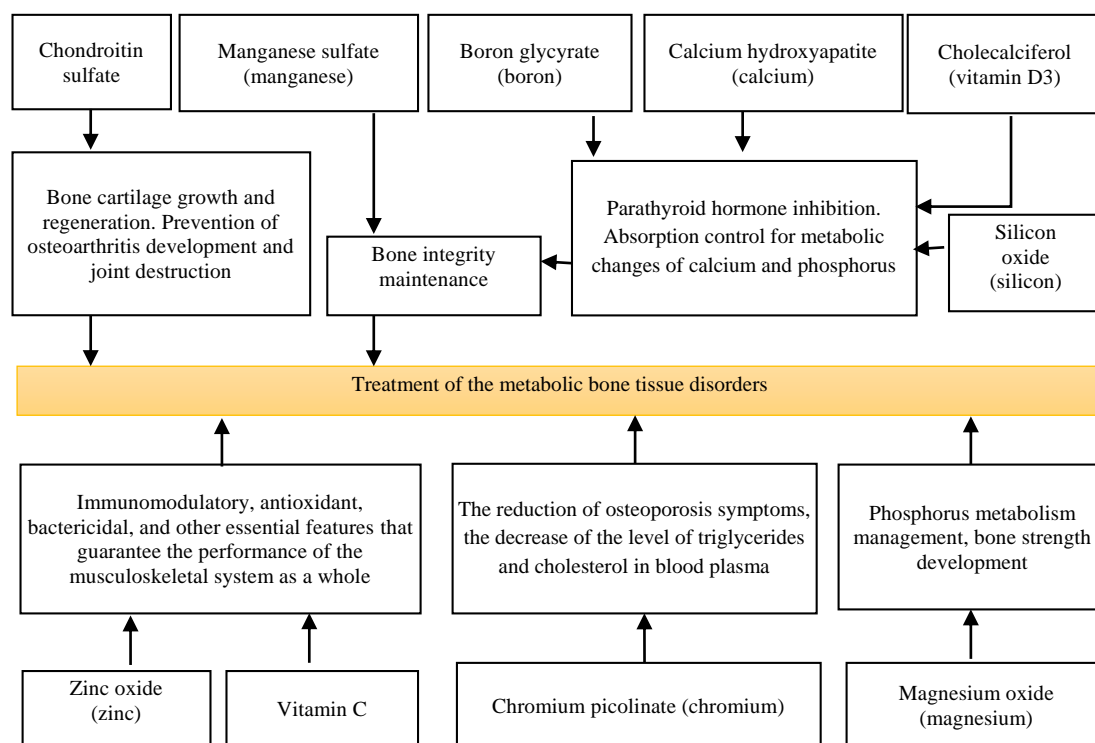 Chondroitin
sulfate
Manganese sulfate
(manganese)
Boron glycyrate
(boron)
Calcium hydroxyapatite
(calcium)
Cholecalciferol
(vitamin D3)
Bone cartilage growth and
regeneration. Prevention of
osteoarthritis development and
joint destruction
Bone integrity
maintenance
Parathyroid hormone inhibition.
Absorption control for metabolic
changes of calcium and phosphorus
Silicon
oxide
(silicon)
Treatment of the metabolic bone tissue disorders
Immunomodulatory, antioxidant,
bactericidal, and other essential features that
guarantee the performance of the
musculoskeletal system as a whole
The reduction of osteoporosis symptoms,
the decrease of the level of triglycerides
and cholesterol in blood plasma
Phosphorus metabolism
management, bone strength
development
Zinc oxide
(zinc)
Vitamin C
Chromium picolinate (chromium)
Magnesium oxide
(magnesium)